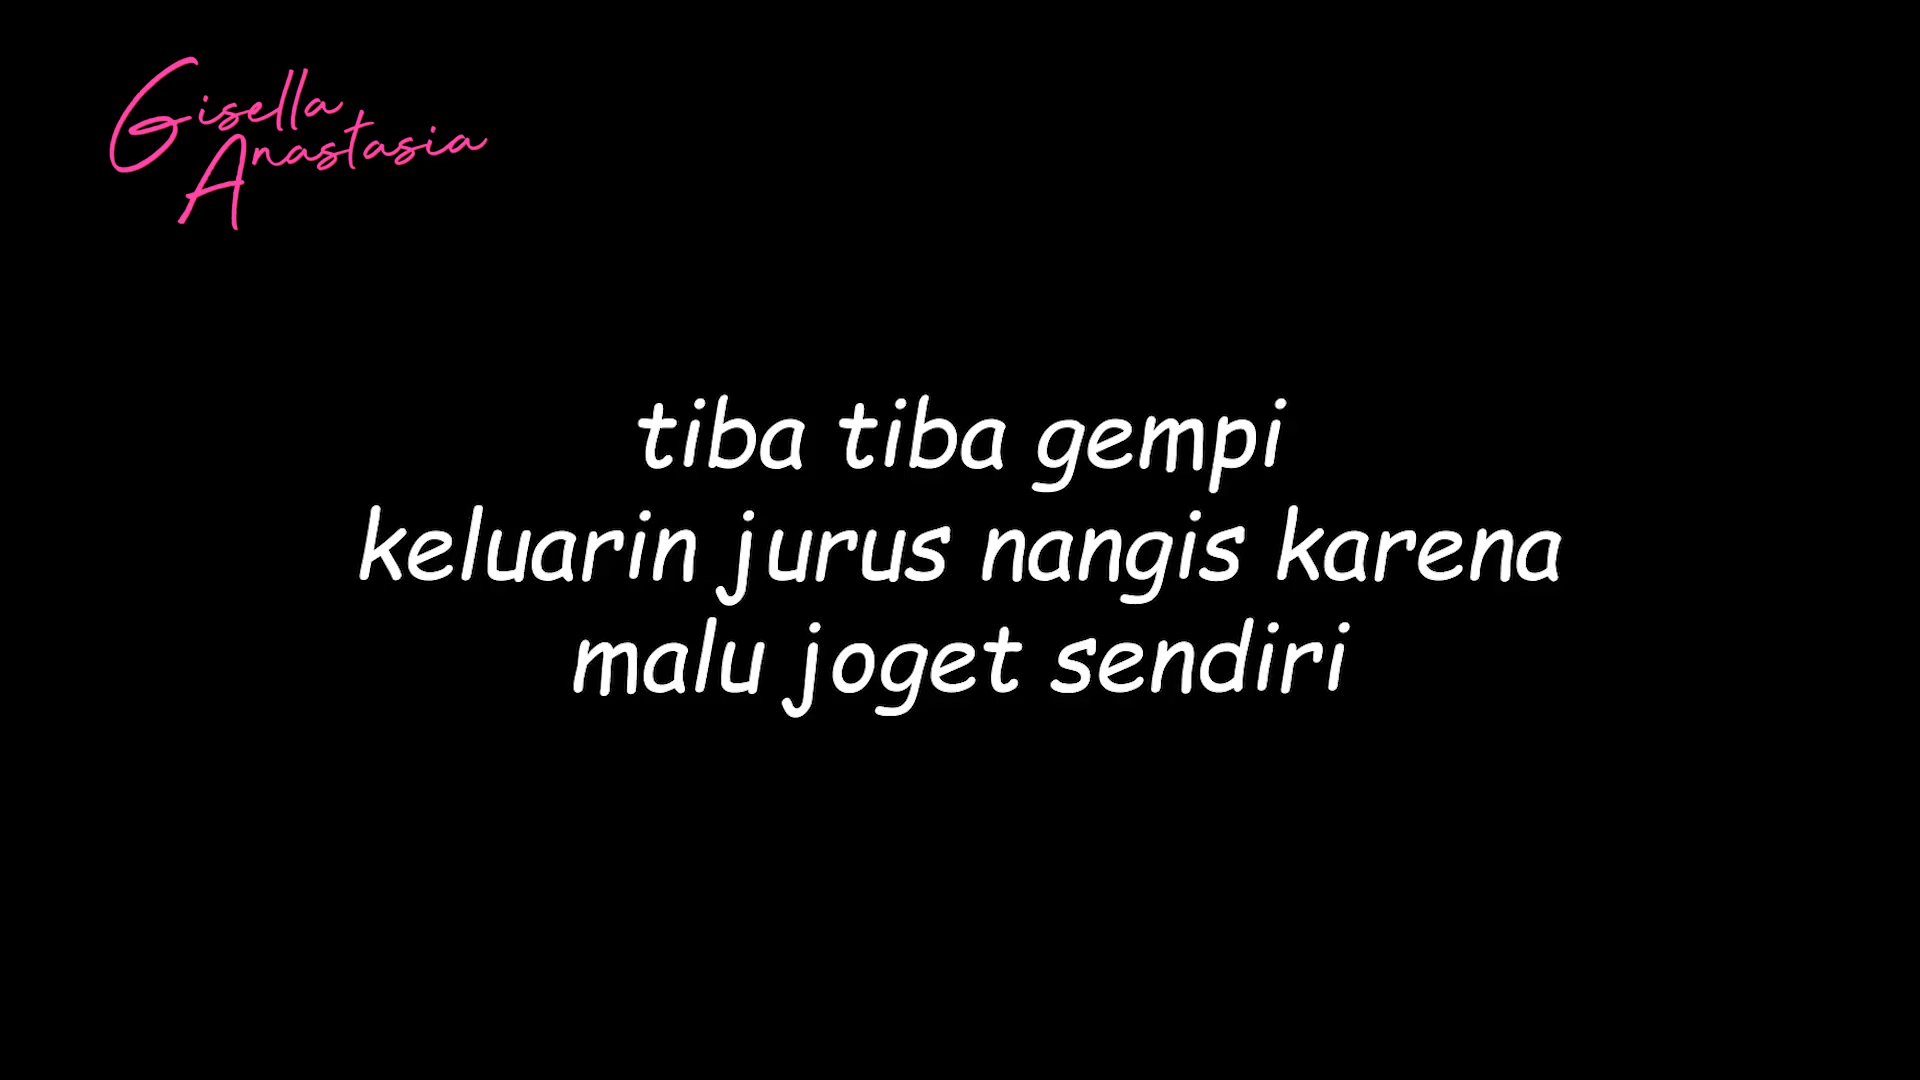 Gisella
Anastasia
tiba tiba gempi
keluarin jurus nangis karena
malu joget sendiri